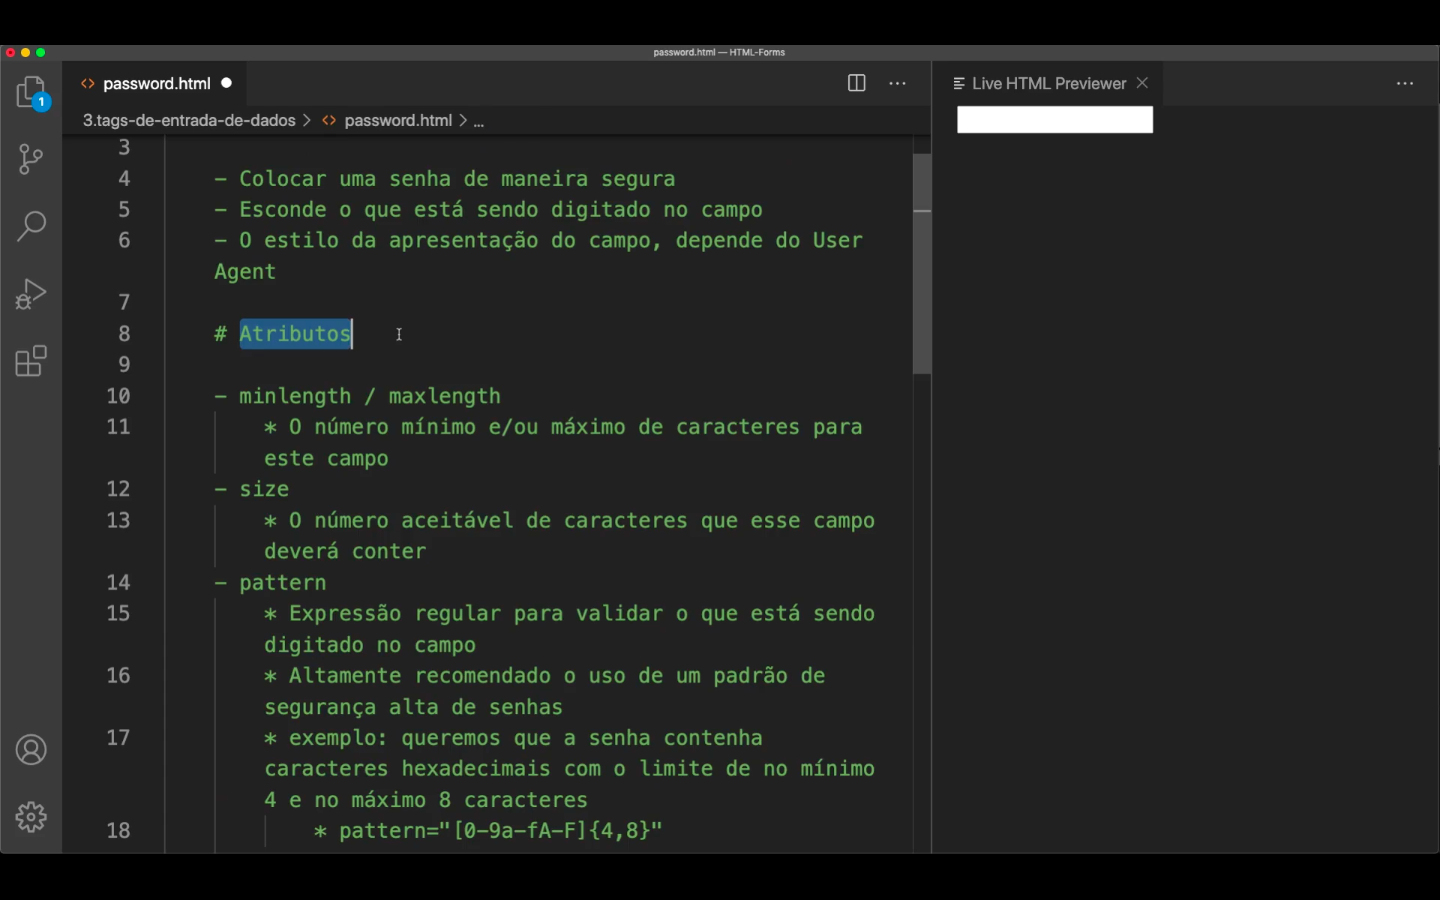 password.html — HTML-Forms
password.html
Live HTML Previewer
1
3.tags-de-entrada-de-dados > password.html > ...
3
4 - Colocar uma senha de maneira segura
5 - Esconde o que está sendo digitado no campo
6 - O estilo da apresentação do campo, depende do User
Agent
7
8 # Atributos
9
10 - minlength / maxlength
11 * O número mínimo e/ou máximo de caracteres para
este campo
12 - size
13 * O número aceitável de caracteres que esse campo
deverá conter
14 - pattern
15 * Expressão regular para validar o que está sendo
digitado no campo
16 * Altamente recomendado o uso de um padrão de
segurança alta de senhas
17 * exemplo: queremos que a senha contenha
caracteres hexadecimais com o limite de no mínimo
4 e no máximo 8 caracteres
18 * pattern="[0-9a-fA-F]{4,8}"